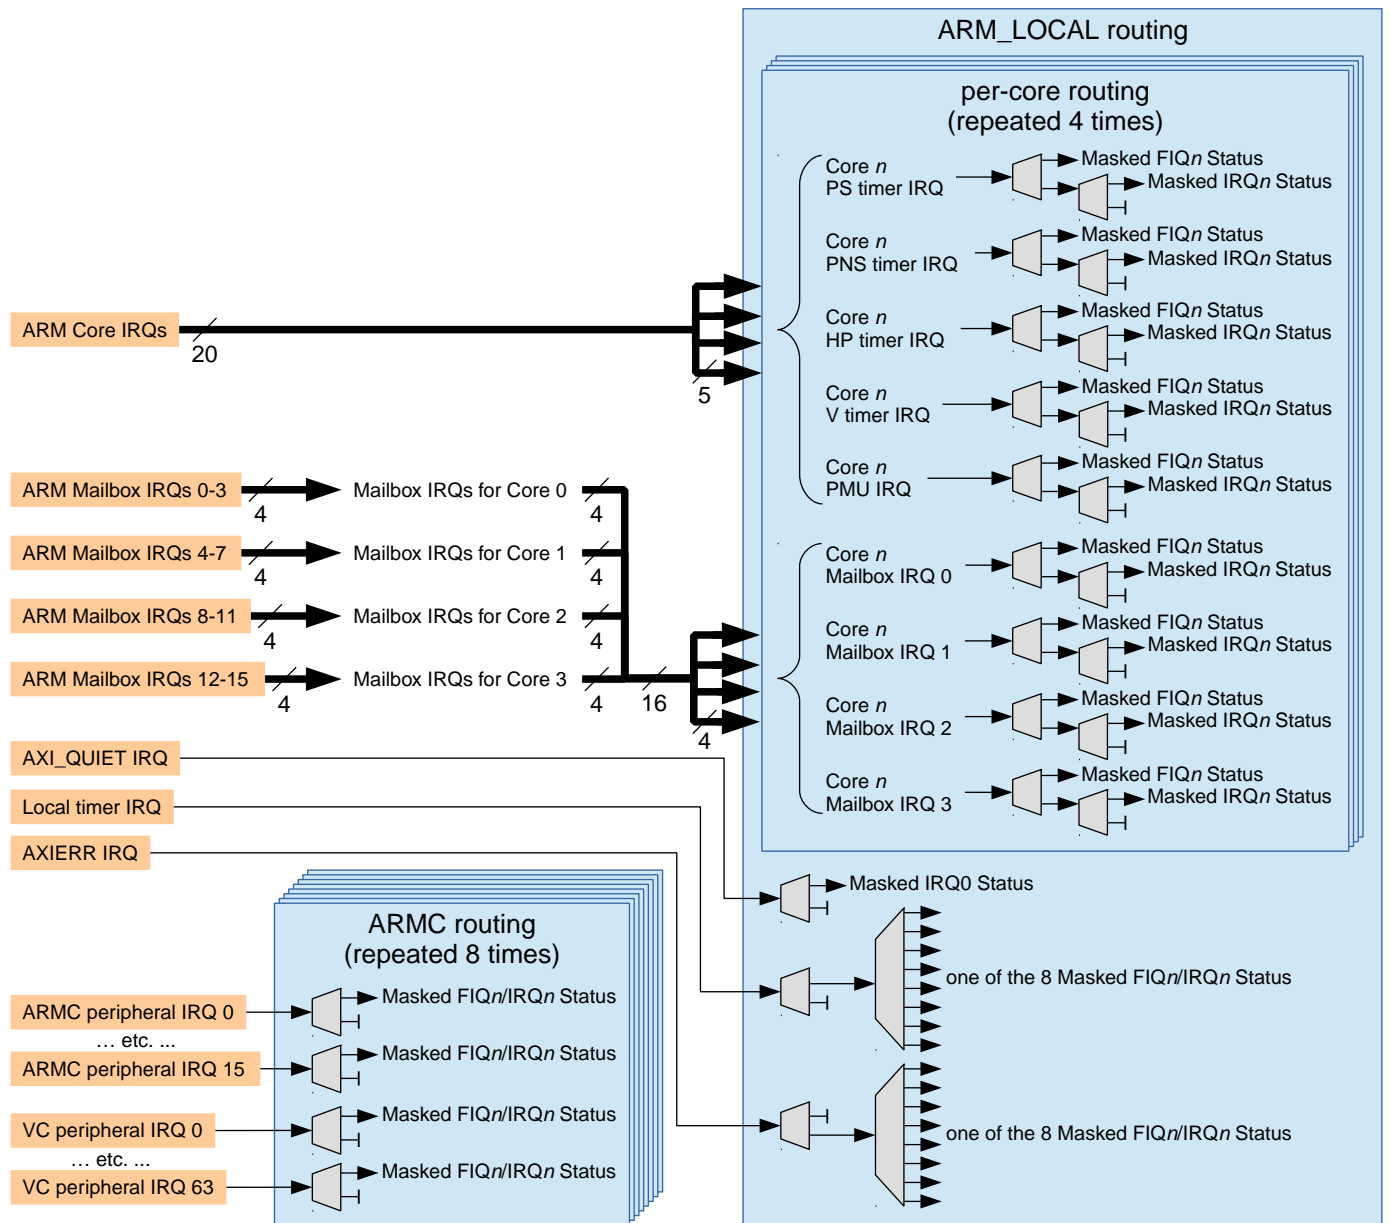 ARM_LOCAL routing
per-core routing
(repeated 4 times)
Core n
PS timer IRQ
Masked FIQn Status
Masked IRQn Status
Core n
PNS timer IRQ
Masked FIQn Status
Masked IRQn Status
ARM Core IRQs
20
5
Core n
HP timer IRQ
Masked FIQn Status
Masked IRQn Status
Core n
V timer IRQ
Masked FIQn Status
Masked IRQn Status
Core n
PMU IRQ
Masked FIQn Status
Masked IRQn Status
ARM Mailbox IRQs 0-3
4
Mailbox IRQs for Core 0
4
ARM Mailbox IRQs 4-7
4
Mailbox IRQs for Core 1
4
ARM Mailbox IRQs 8-11
4
Mailbox IRQs for Core 2
4
ARM Mailbox IRQs 12-15
4
Mailbox IRQs for Core 3
4
16
4
Core n
Mailbox IRQ 0
Masked FIQn Status
Masked IRQn Status
Core n
Mailbox IRQ 1
Masked FIQn Status
Masked IRQn Status
Core n
Mailbox IRQ 2
Masked FIQn Status
Masked IRQn Status
Core n
Mailbox IRQ 3
Masked FIQn Status
Masked IRQn Status
AXI_QUIET IRQ
Local timer IRQ
AXIERR IRQ
Masked IRQ0 Status
one of the 8 Masked FIQn/IRQn Status
one of the 8 Masked FIQn/IRQn Status
ARMC routing
(repeated 8 times)
ARMC peripheral IRQ 0
Masked FIQn/IRQn Status
... etc. ...
ARMC peripheral IRQ 15
Masked FIQn/IRQn Status
VC peripheral IRQ 0
Masked FIQn/IRQn Status
... etc. ...
VC peripheral IRQ 63
Masked FIQn/IRQn Status